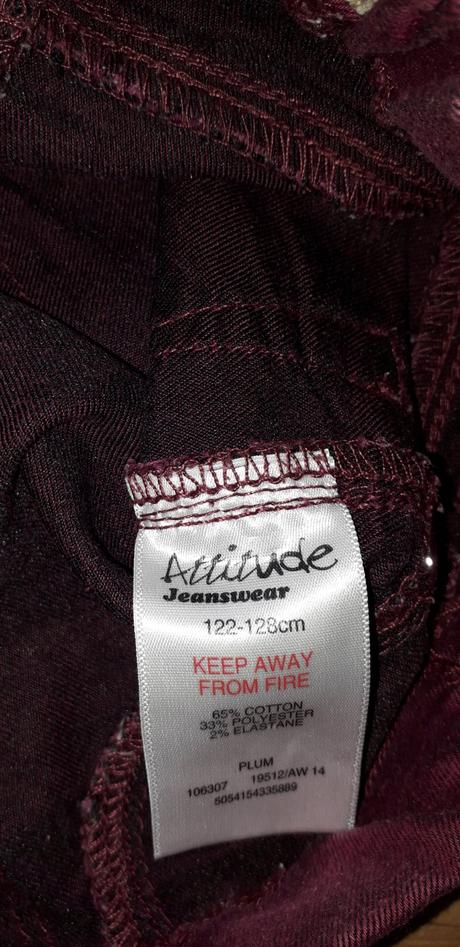 Attitude
Jeanswear
122-128cm
KEEP AWAY
FROM FIRE
65% COTTON
33% POLYESTER
2% ELASTANE
PLUM
106307 19512/AW 14
5054154335889